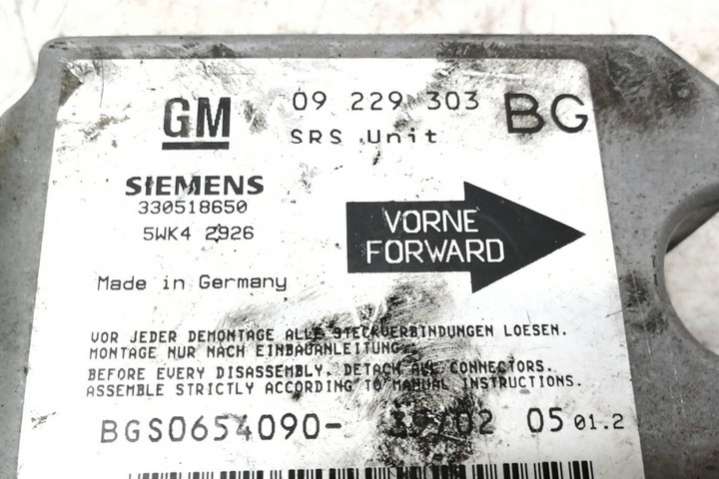 GM
09 229 303 BG
SRS Unit
SIEMENS
330518650
5WK4 2926
VORNE
FORWARD
Made in Germany
VOR JEDER DEMONTAGE ALLE STECKVERBINDUNGEN LOESEN.
MONTAGE NUR NACH EINBAUANLEITUNG.
BEFORE EVERY DISASSEMBLY, DETACH ALL CONNECTORS.
ASSEMBLE STRICTLY ACCORDING TO MANUAL INSTRUCTIONS.
BGS0654090- 05 01.2